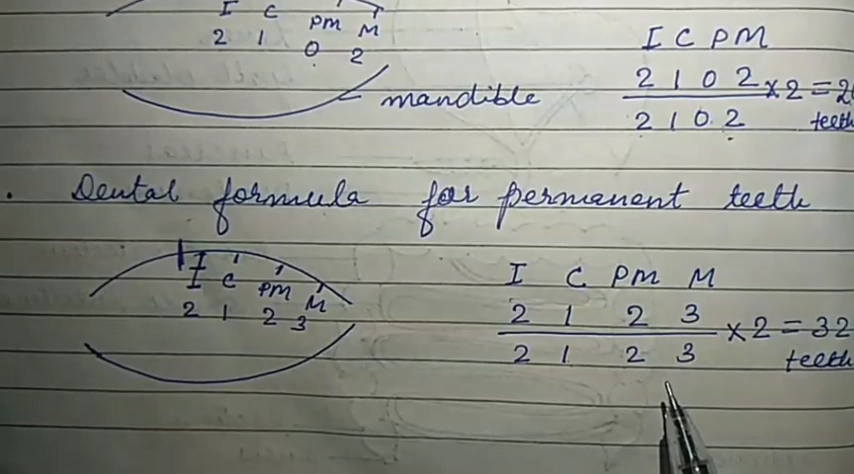 I C PM M
2 1 0 2
mandible
I C P M
2 1 0 2 × 2 = 2
2 1 0 2 teeth
. Dental formula for permanent teeth
I
I C PM M
2 1 2 3
I C PM M
2 1 2 3 × 2 = 32
2 1 2 3 teeth